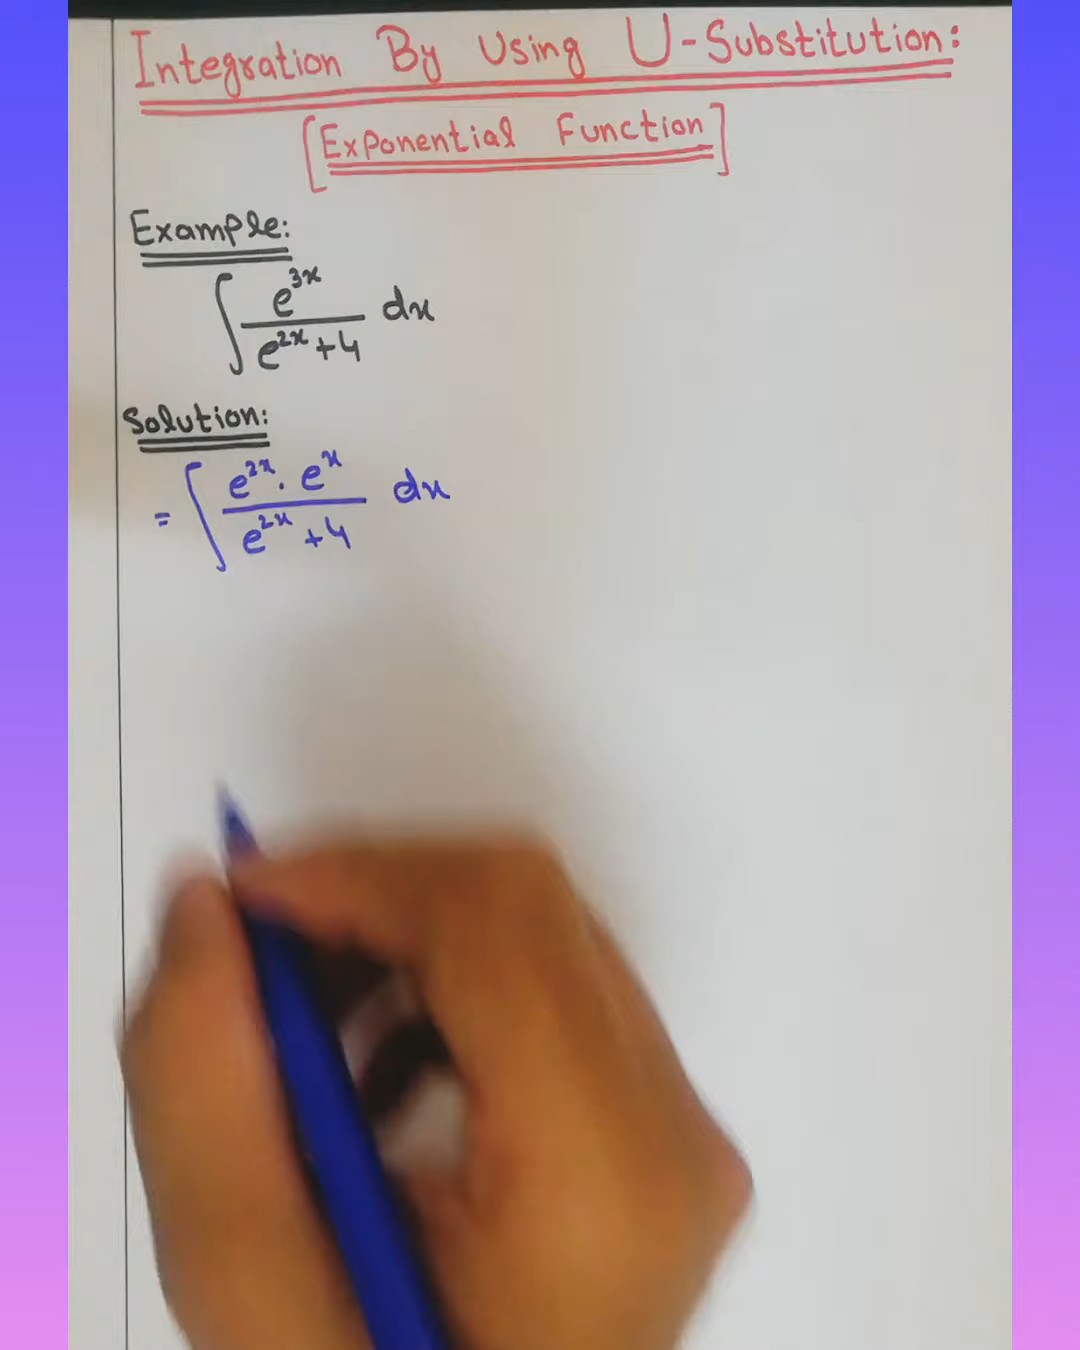 Integration By Using U-Substitution:
[Exponential Function]
Example:
∫ e^{3x} / (e^{2x} + 4) dx
Solution:
= ∫ (e^{2x} · e^{x}) / (e^{2x} + 4) dx